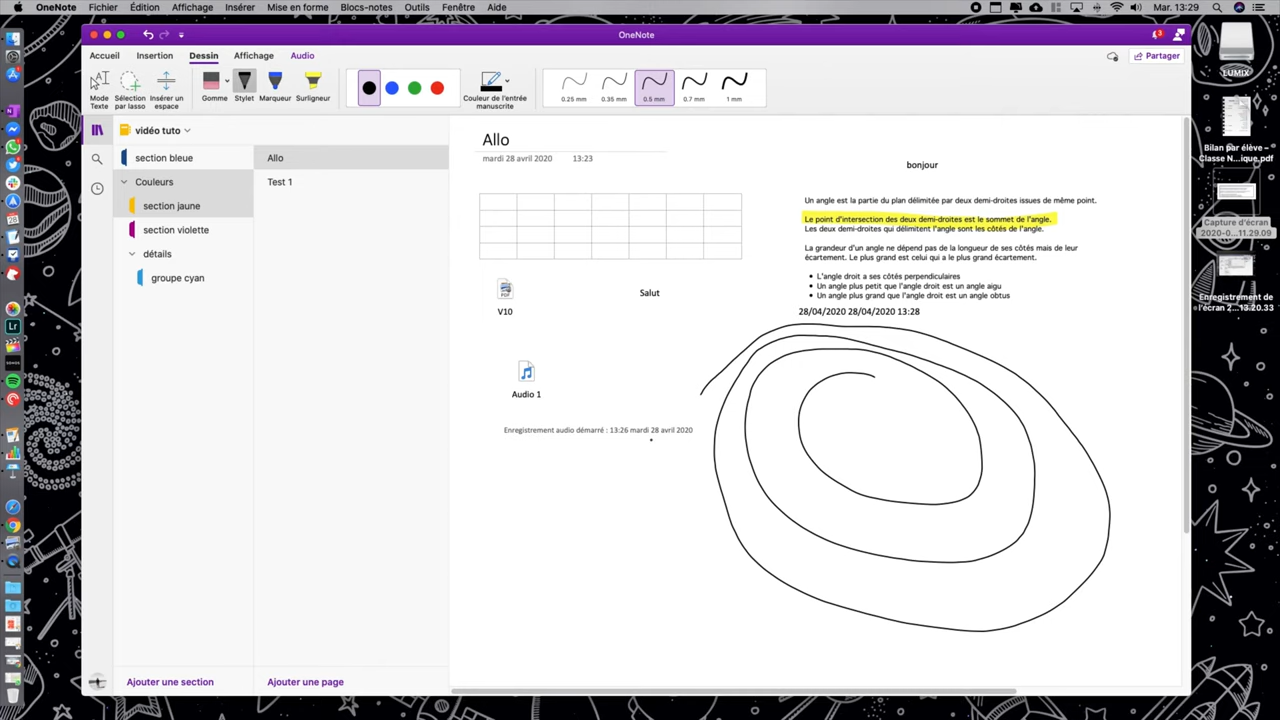 OneNote Fichier Édition Affichage Insérer Mise en forme Blocs-notes Outils Fenêtre Aide Mar. 13:29
OneNote
3
Accueil Insertion Dessin Affichage Audio
Partager
Mode Texte
Sélection par lasso
Insérer un espace
Gomme
Stylet
Marqueur
Surligneur
Couleur de l'entrée manuscrite
0.25 mm
0.35 mm
0.5 mm
0.7 mm
1 mm
vidéo tuto
section bleue
Couleurs
section jaune
section violette
détails
groupe cyan
Ajouter une section
Allo
Test 1
Ajouter une page
Allo
mardi 28 avril 2020 13:23
PDF
V10
Salut
Audio 1
Enregistrement audio démarré : 13:26 mardi 28 avril 2020
bonjour
Un angle est la partie du plan délimitée par deux demi-droites issues de même point.
Le point d'intersection des deux demi-droites est le sommet de l'angle.
Les deux demi-droites qui délimitent l'angle sont les côtés de l'angle.
La grandeur d'un angle ne dépend pas de la longueur de ses côtés mais de leur
écartement. Le plus grand est celui qui a le plus grand écartement.
• L'angle droit a ses côtés perpendiculaires
• Un angle plus petit que l'angle droit est un angle aigu
• Un angle plus grand que l'angle droit est un angle obtus
28/04/2020 28/04/2020 13:28
LUMIX
Bilan par élève –
Classe N...ique.pdf
Capture d'écran
2020-0...11.29.09
Enregistrement de
l'écran 2...13.20.33